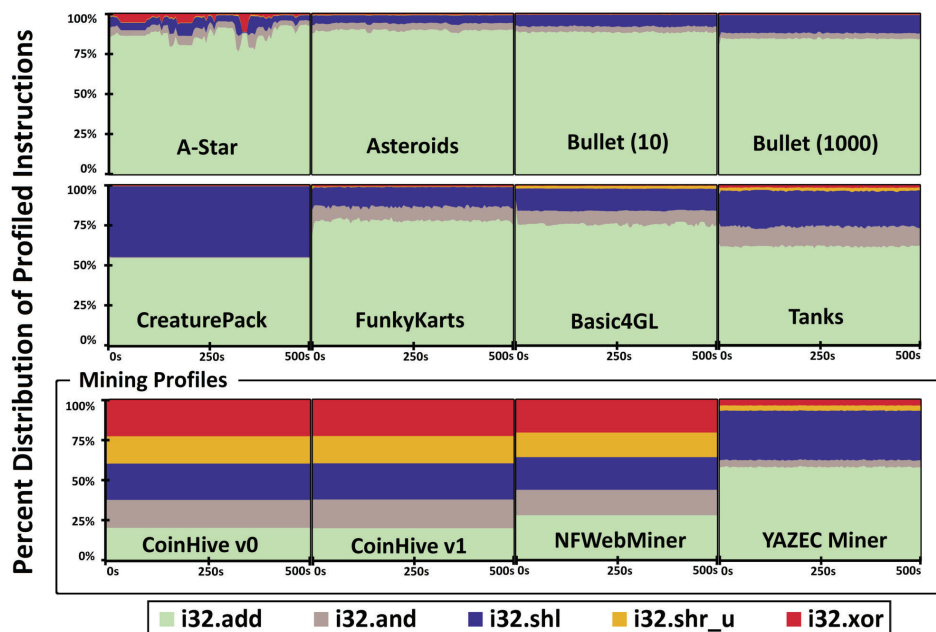 Percent Distribution of Profiled Instructions
100%
75%
50%
25%
0%
A-Star
Asteroids
Bullet (10)
Bullet (1000)
100%
75%
50%
25%
0%
CreaturePack
FunkyKarts
Basic4GL
Tanks
0s 250s 500s 0s 250s 500s 0s 250s 500s 0s 250s 500s
Mining Profiles
100%
75%
50%
25%
0%
CoinHive v0
CoinHive v1
NFWebMiner
YAZEC Miner
0s 250s 500s 0s 250s 500s 0s 250s 500s 0s 250s 500s
i32.add i32.and i32.shl i32.shr_u i32.xor